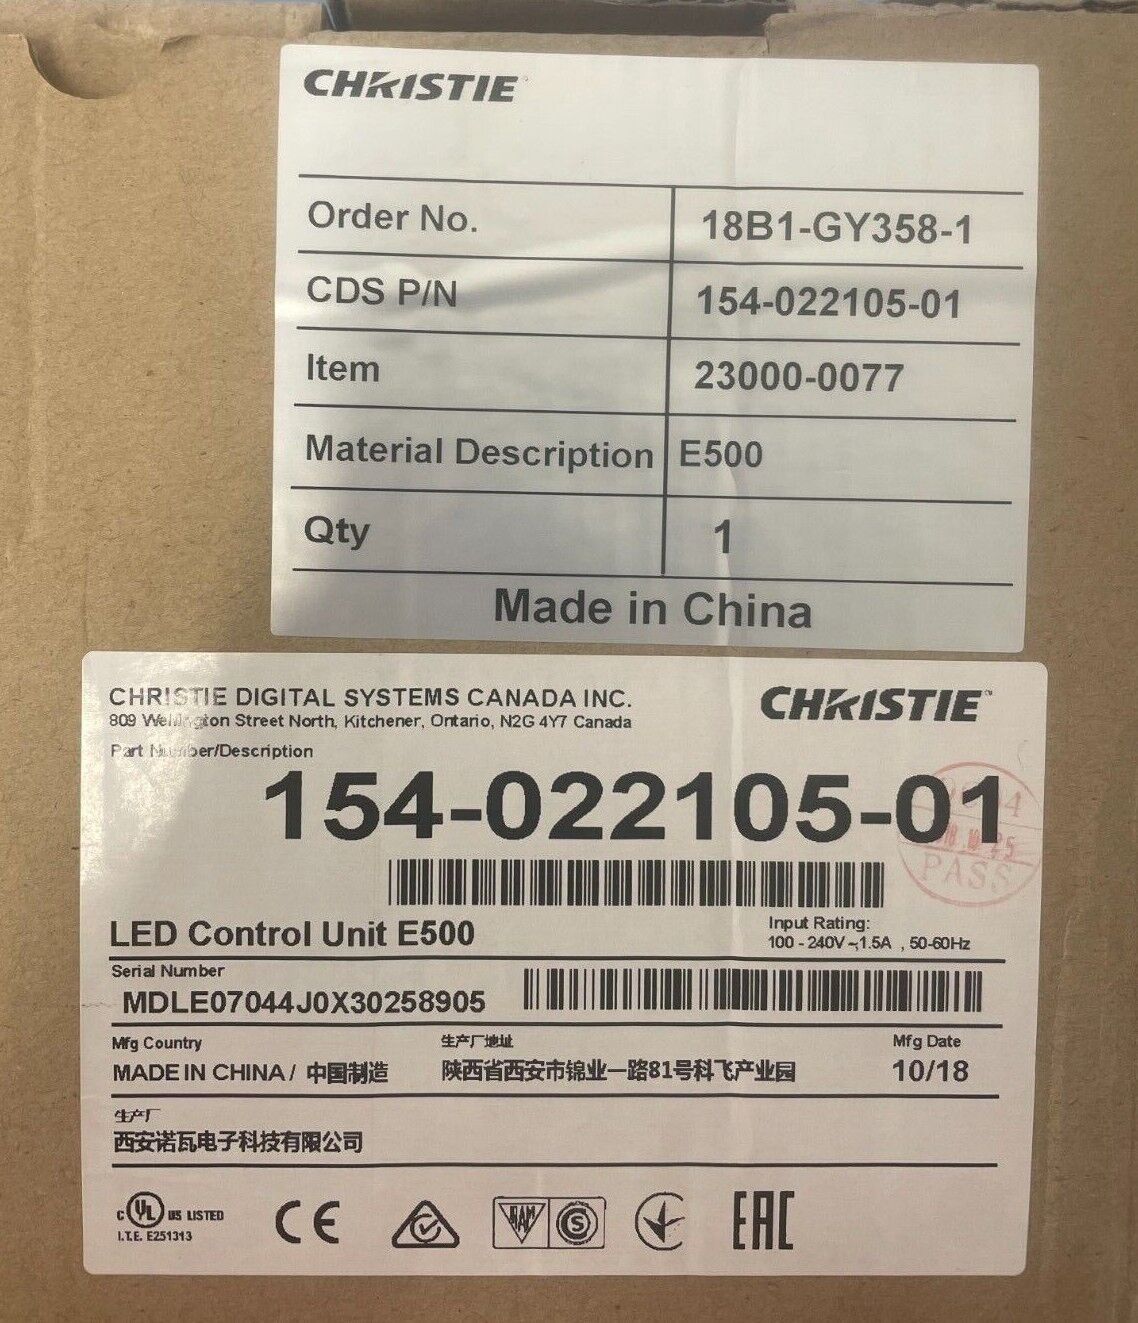 CHRISTIE
Order No. 18B1-GY358-1
CDS P/N 154-022105-01
Item 23000-0077
Material Description E500
Qty 1
Made in China
CHRISTIE DIGITAL SYSTEMS CANADA INC.
CHRISTIE™
809 Wellington Street North, Kitchener, Ontario, N2G 4Y7 Canada
Part Number/Description
154-022105-01
PASS
LED Control Unit E500
Input Rating:
100 - 240V ~,1.5A , 50-60Hz
Serial Number
MDLE07044J0X30258905
Mfg Country 生产厂地址 Mfg Date
MADE IN CHINA / 中国制造 陕西省西安市锦业一路81号科飞产业园 10/18
生产厂
西安诺瓦电子科技有限公司
C UL US LISTED
I.T.E. E251313
CE
S
EAC